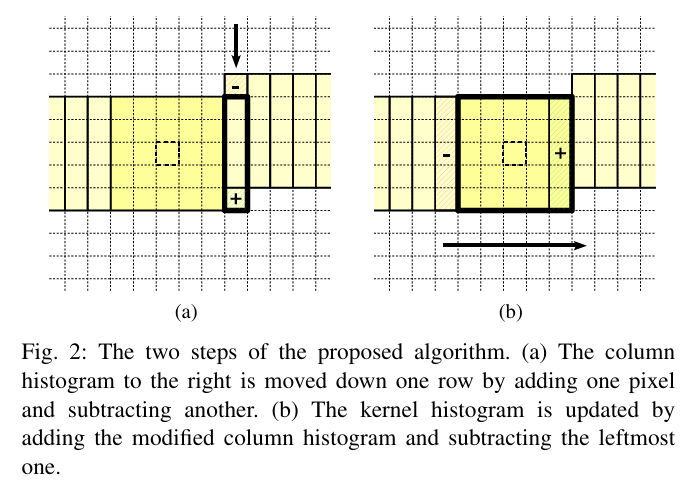 -
+
-
+
(a)
(b)
Fig. 2: The two steps of the proposed algorithm. (a) The column
histogram to the right is moved down one row by adding one pixel
and subtracting another. (b) The kernel histogram is updated by
adding the modified column histogram and subtracting the leftmost
one.